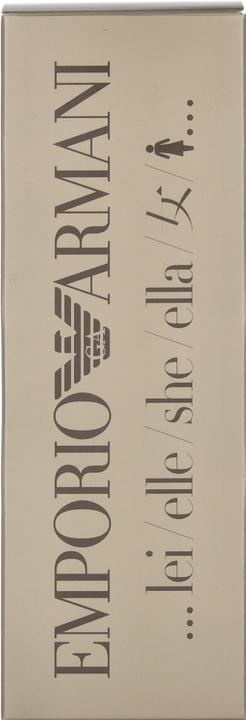 EMPORIO GA ARMANI
... lei / elle / she / ella / 女 / ...